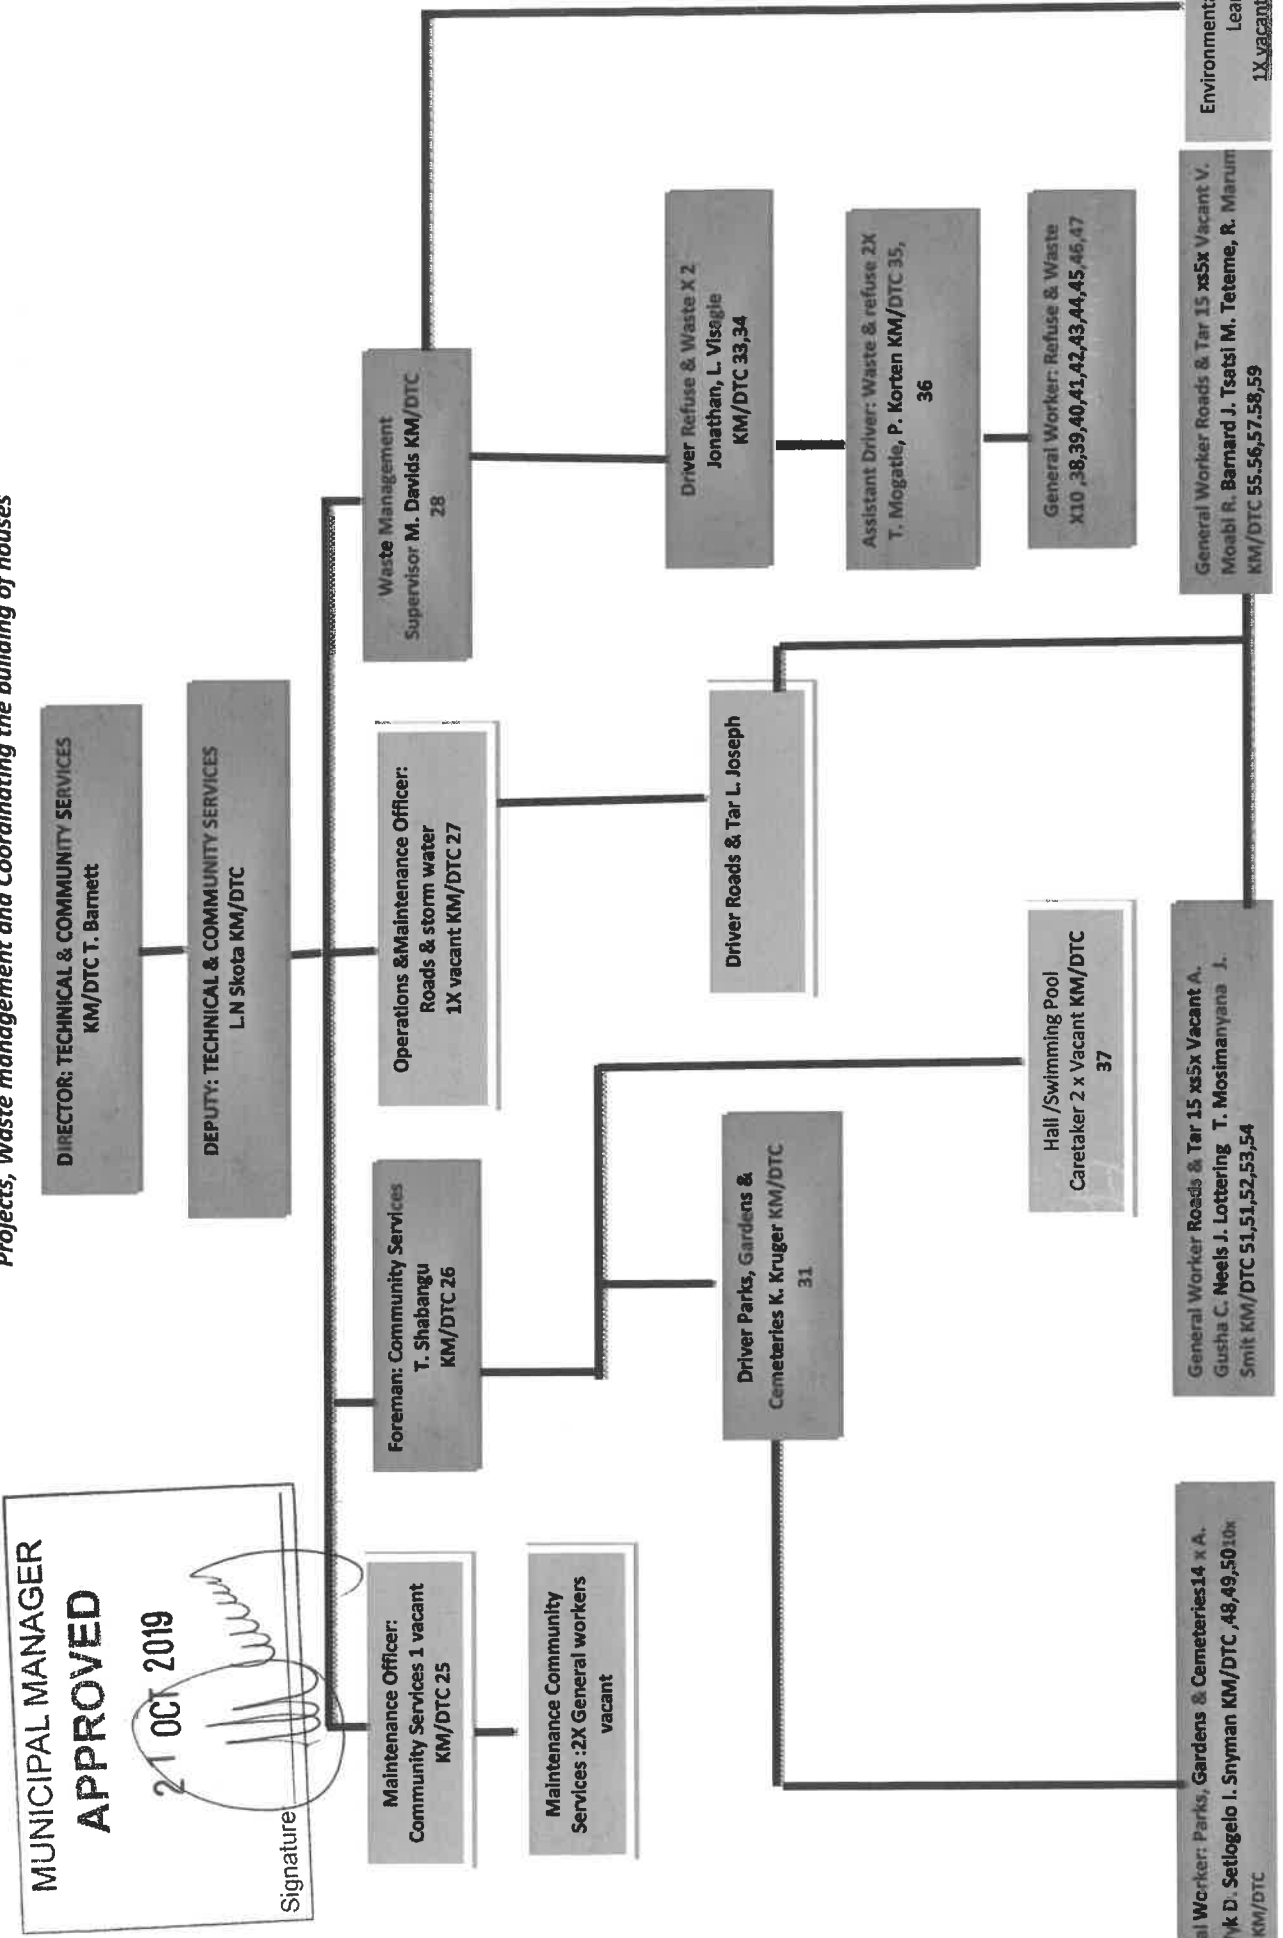 Projects, Waste management and Coordinating the building of houses
MUNICIPAL MANAGER
APPROVED
21 OCT 2019
Signature
DIRECTOR: TECHNICAL & COMMUNITY SERVICES
KM/DTC T. Barnett
DEPUTY: TECHNICAL & COMMUNITY SERVICES
L.N Skota KM/DTC
Maintenance Officer:
Community Services 1 vacant
KM/DTC 25
Foreman: Community Services
T. Shabangu
KM/DTC 26
Operations &Maintenance Officer:
Roads & storm water
1X vacant KM/DTC 27
Waste Management
Supervisor M. Davids KM/DTC
28
Maintenance Community
Services :2X General workers
vacant
Driver Parks, Gardens &
Cemeteries K. Kruger KM/DTC
31
Driver Roads & Tar L. Joseph
Driver Refuse & Waste X 2
Jonathan, L. Visagie
KM/DTC 33,34
Assistant Driver: Waste & refuse 2X
T. Mogatle, P. Korten KM/DTC 35,
36
Hall /Swimming Pool
Caretaker 2 x Vacant KM/DTC
37
General Worker: Refuse & Waste
X10 ,38,39,40,41,42,43,44,45,46,47
al Worker: Parks, Gardens & Cemeteries14 x A.
yk D. Setlogelo I. Snyman KM/DTC ,48,49,5010x
KM/DTC
General Worker Roads & Tar 15 xs5x Vacant A.
Gusha C. Neels J. Lottering T. Mosimanyana J.
Smit KM/DTC 51,51,52,53,54
General Worker Roads & Tar 15 xs5x Vacant V.
Moabi R. Barnard J. Tsatsi M. Teteme, R. Marum
KM/DTC 55.56,57.58,59
Environmenta
Lear
1X vacant